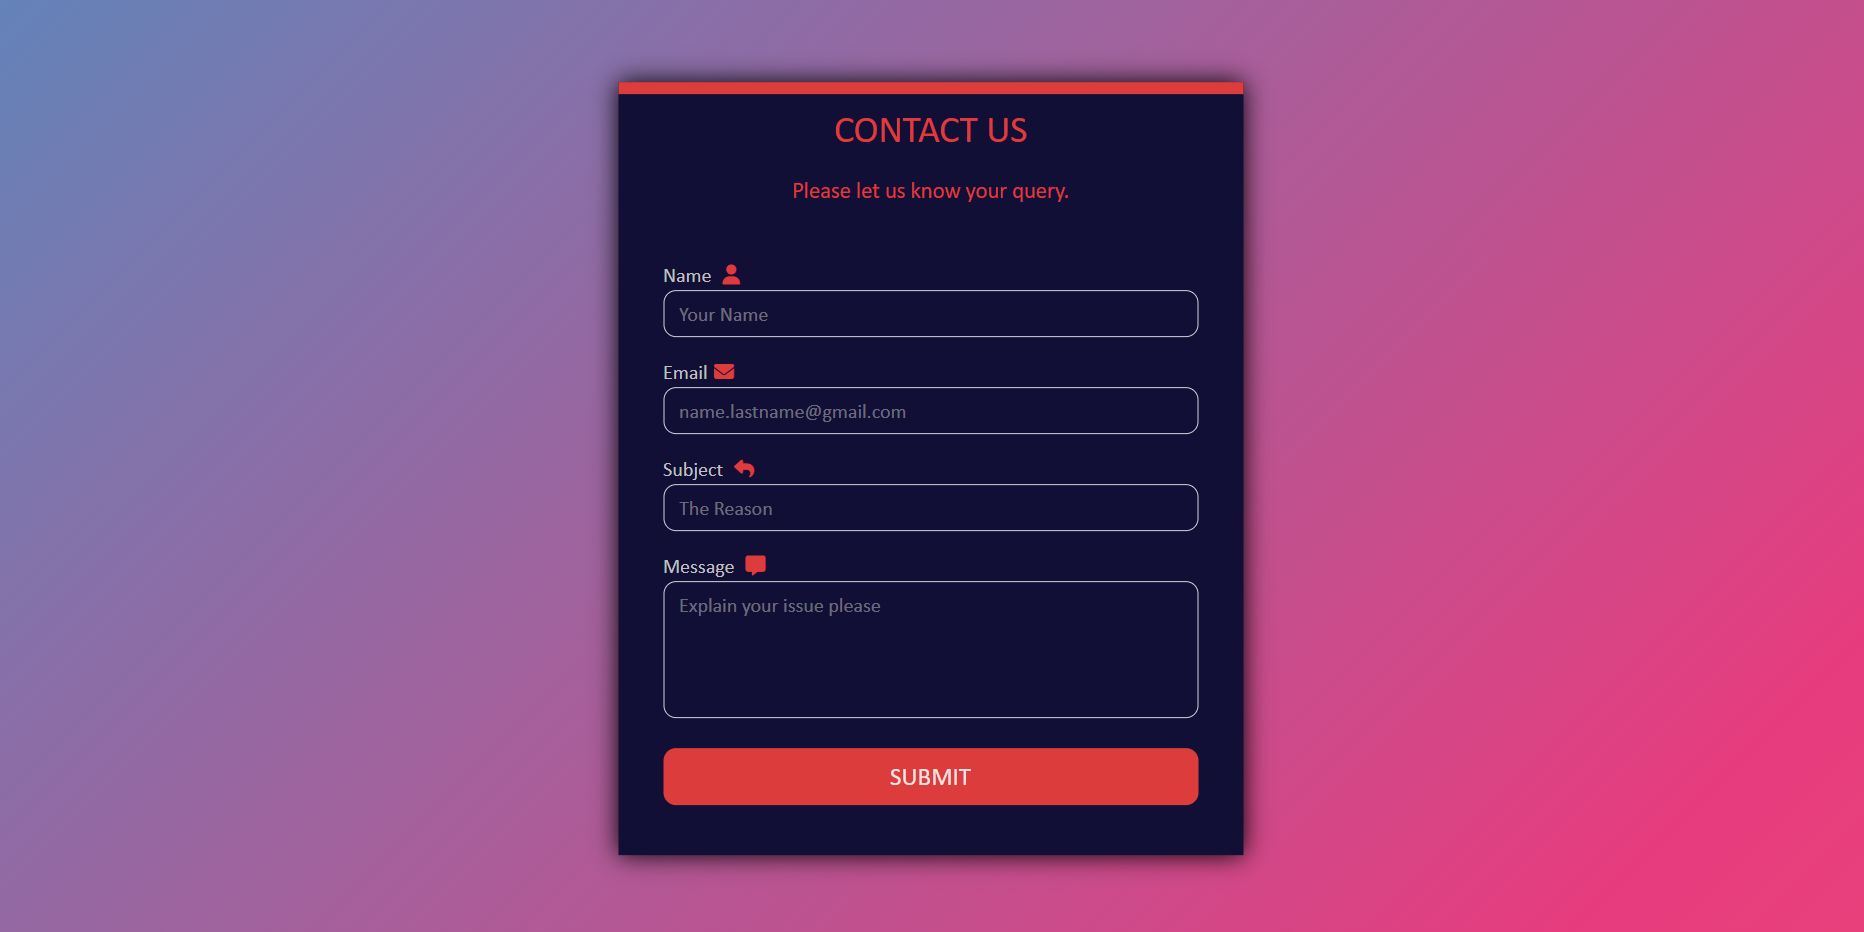 CONTACT US
Please let us know your query.
Name
Your Name
Email
name.lastname@gmail.com
Subject
The Reason
Message
Explain your issue please
SUBMIT